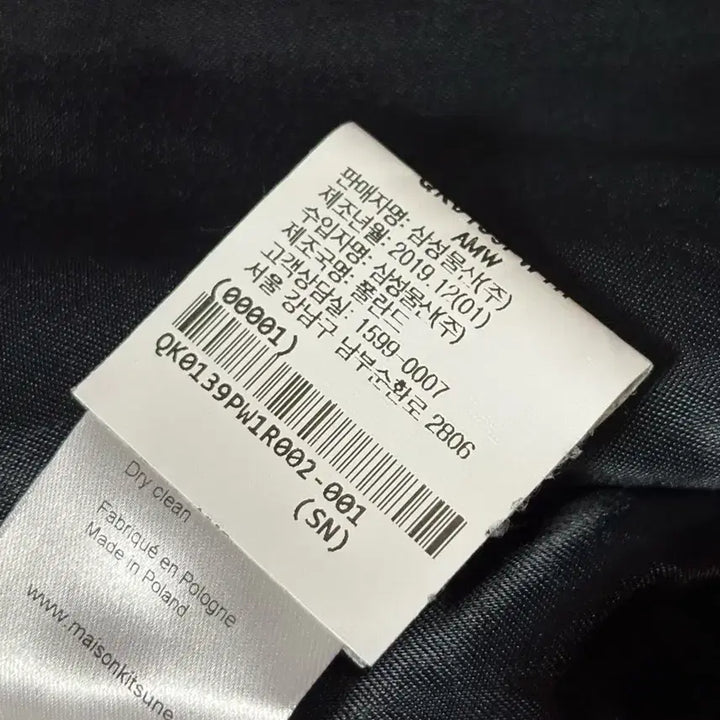 AMW
판매자명: 삼성물산(주)
제조년월: 2019.12(01)
수입자명: 삼성물산(주)
제조국명: 폴란드
고객상담실: 1599-0007
서울 강남구 남부순환로 2806
(00001)
QK0139PW1R002-001
(SN)
Dry clean
Fabriqué en Pologne
Made in Poland
www.maisonkitsune